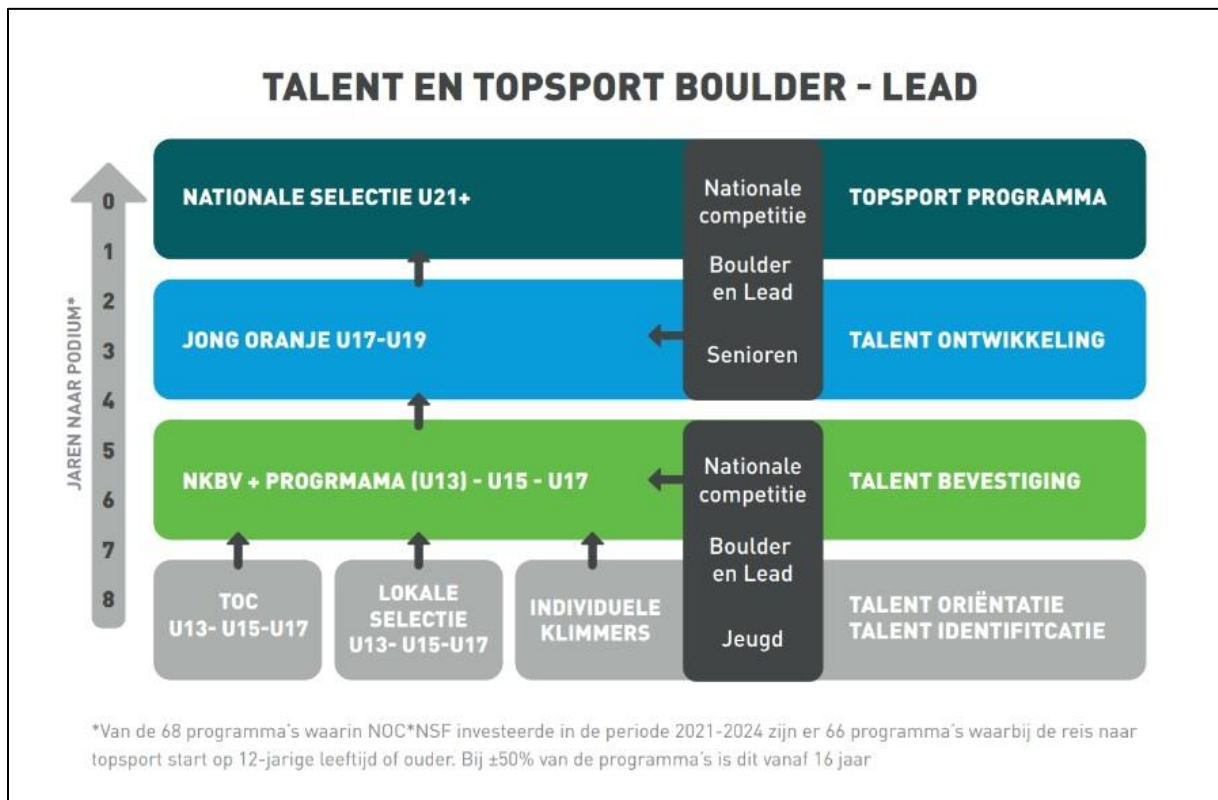 TALENT EN TOPSPORT BOULDER - LEAD
JAREN NAAR PODIUM*
0
1
2
3
4
5
6
7
8
NATIONALE SELECTIE U21+
Nationale
competitie
Boulder
en Lead
Senioren
TOPSPORT PROGRAMMA
JONG ORANJE U17-U19
TALENT ONTWIKKELING
NKBV + PROGRMAMA (U13) - U15 - U17
Nationale
competitie
Boulder
en Lead
Jeugd
TALENT BEVESTIGING
TOC
U13- U15-U17
LOKALE
SELECTIE
U13- U15-U17
INDIVIDUELE
KLIMMERS
TALENT ORIËNTATIE
TALENT IDENTIFITCATIE
*Van de 68 programma's waarin NOC*NSF investeerde in de periode 2021-2024 zijn er 66 programma's waarbij de reis naar
topsport start op 12-jarige leeftijd of ouder. Bij ±50% van de programma's is dit vanaf 16 jaar